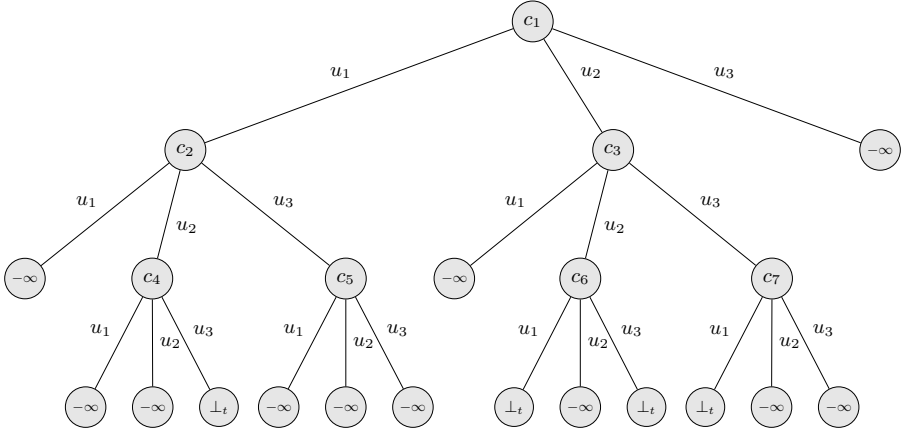 c₁
u₁ u₂ u₃
c₂ c₃ −∞
u₁ u₂ u₃ u₁ u₂ u₃
−∞ c₄ c₅ −∞ c₆ c₇
u₁ u₂ u₃ u₁ u₂ u₃ u₁ u₂ u₃ u₁ u₂ u₃
−∞ −∞ ⊥ₜ −∞ −∞ −∞ ⊥ₜ −∞ ⊥ₜ ⊥ₜ −∞ −∞